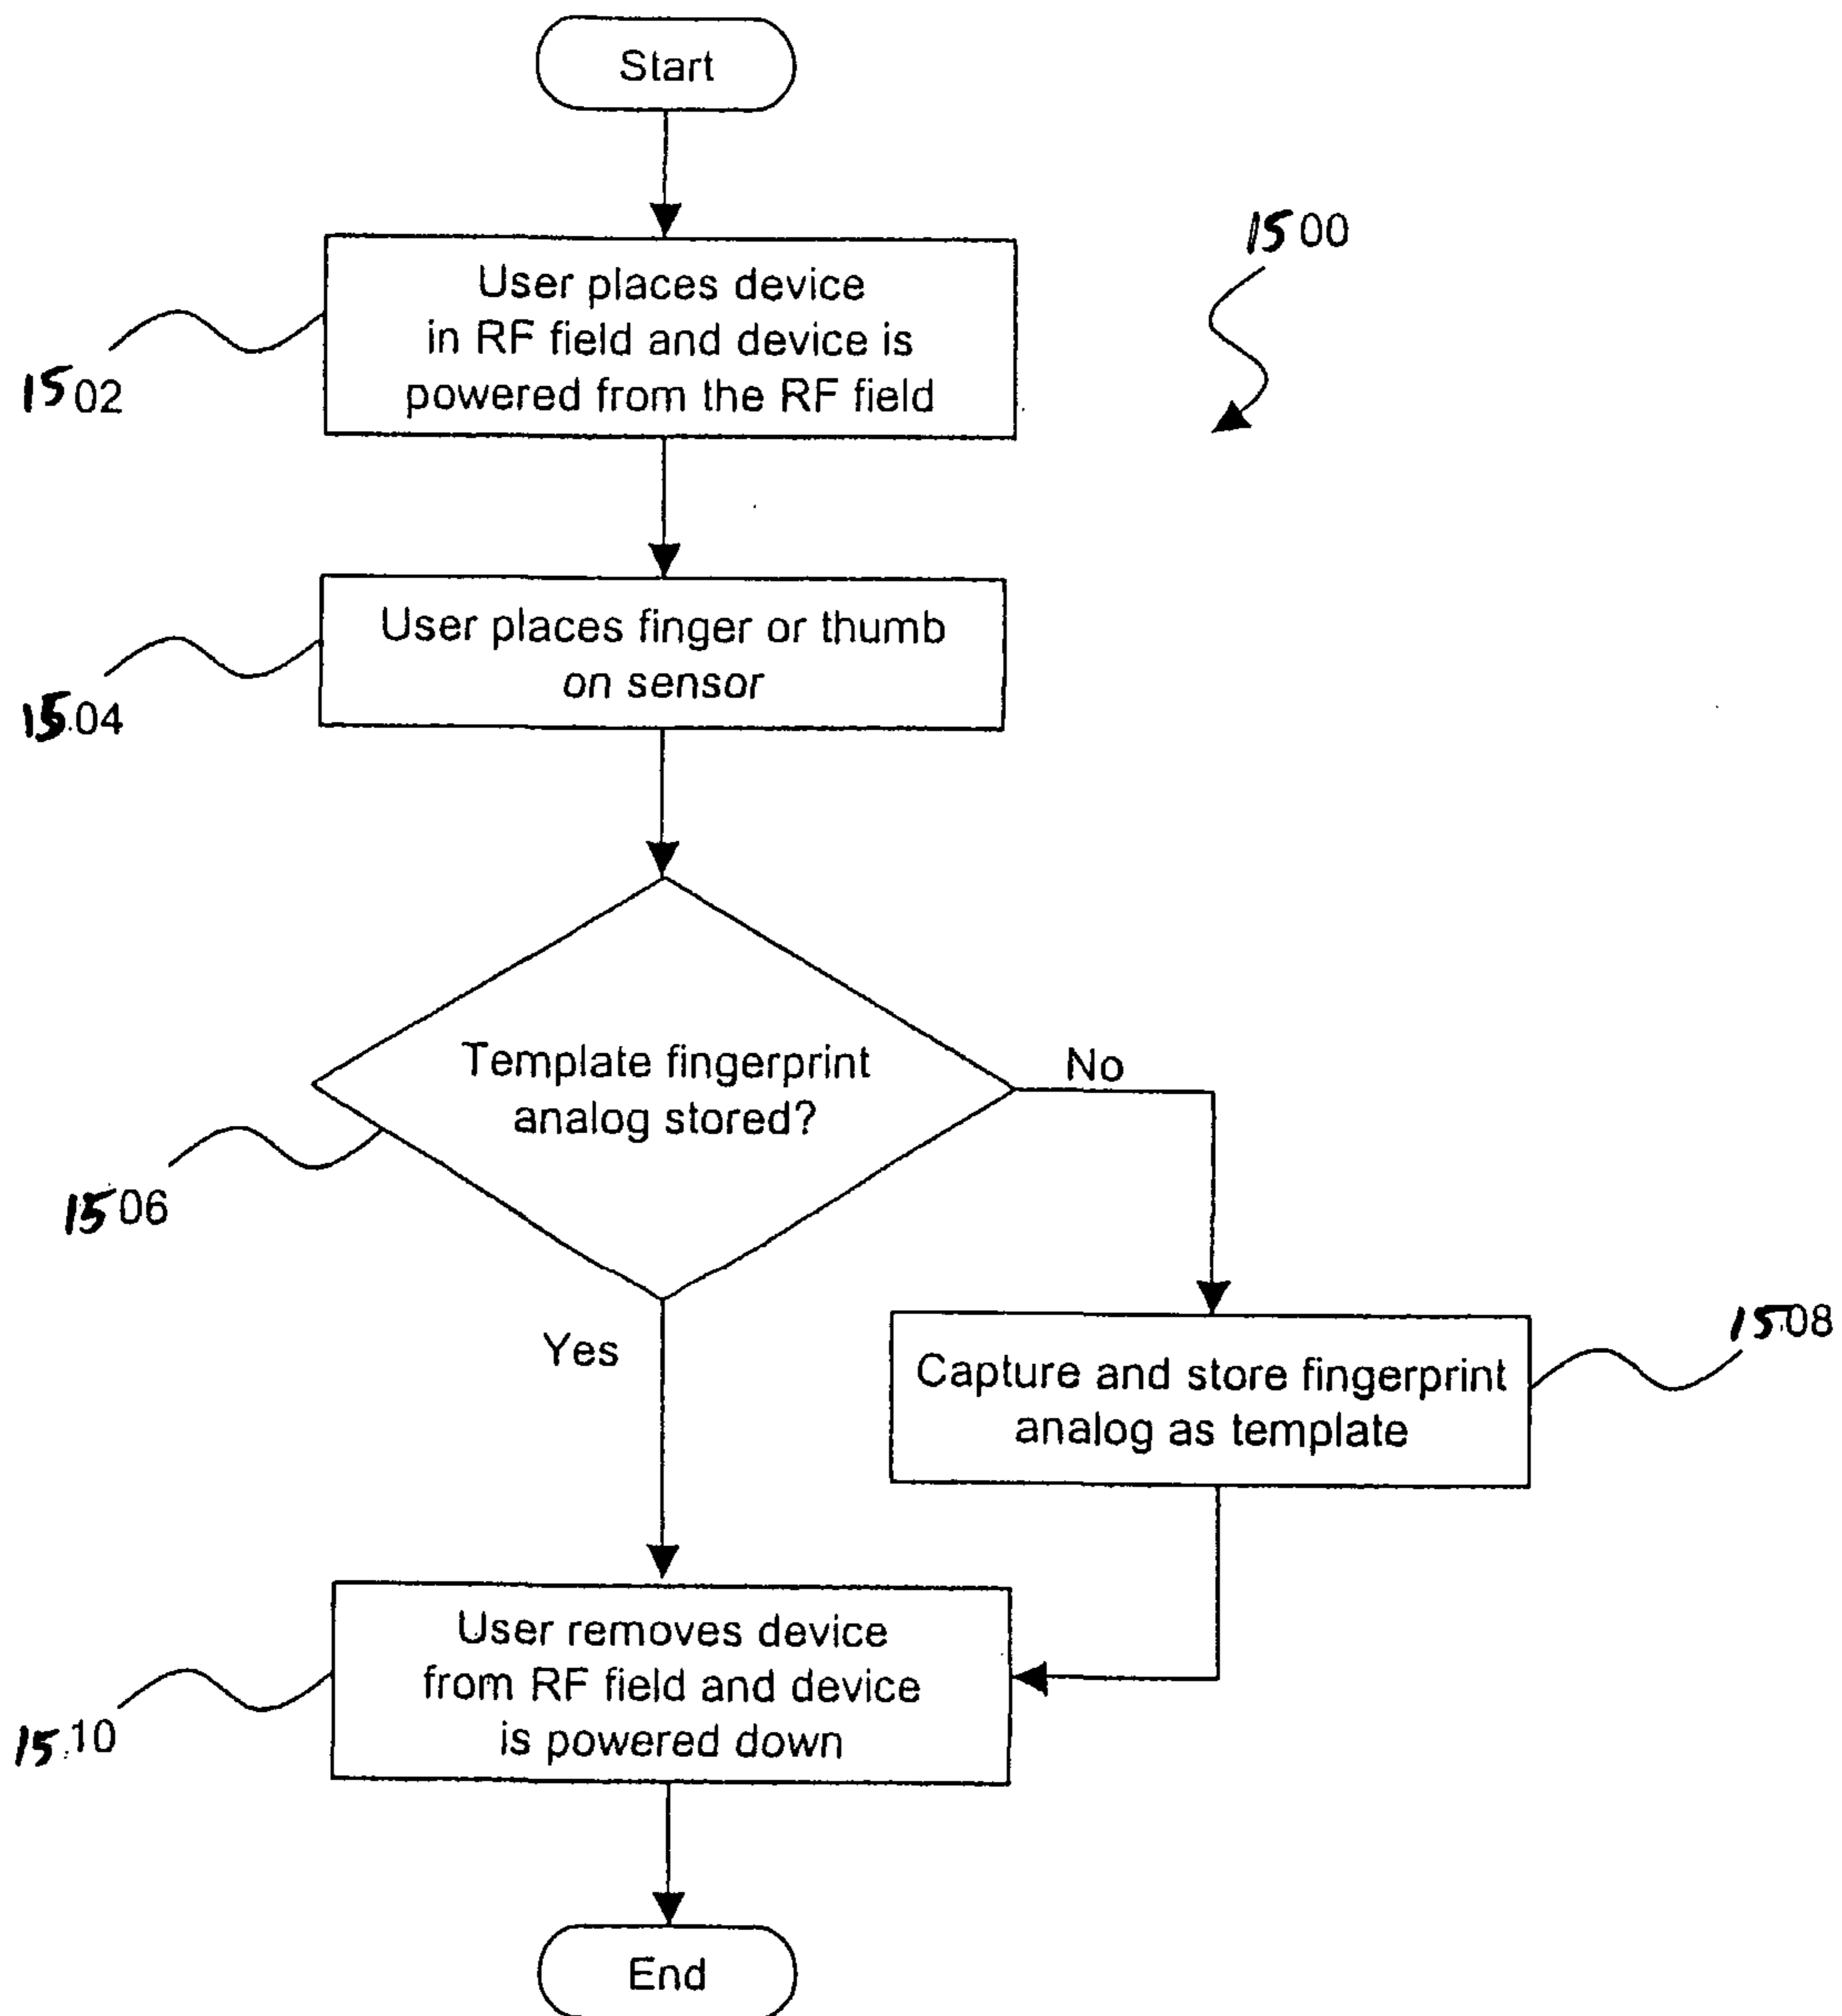 Start
1500
User places device
in RF field and device is
powered from the RF field
1502
User places finger or thumb
on sensor
1504
Template fingerprint
analog stored?
No
1506
Yes
Capture and store fingerprint
analog as template
1508
User removes device
from RF field and device
is powered down
1510
End